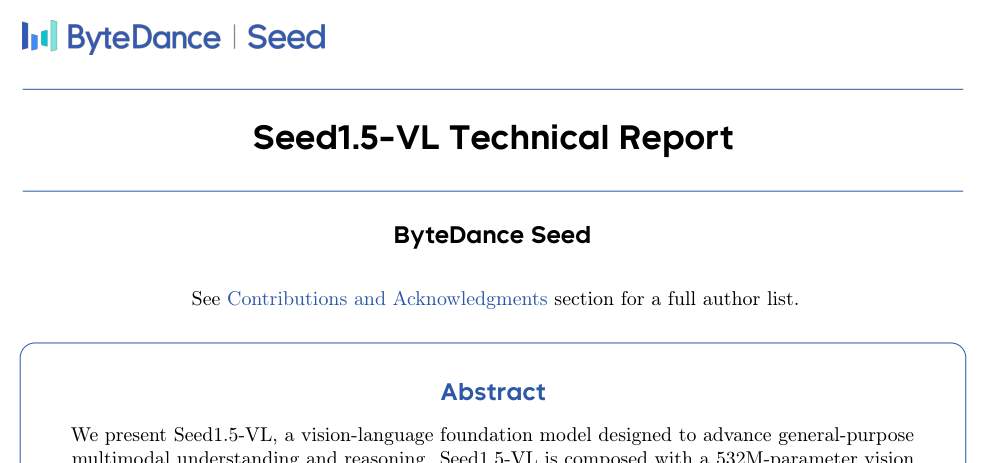 ByteDance | Seed
Seed1.5-VL Technical Report
ByteDance Seed
See Contributions and Acknowledgments section for a full author list.
Abstract
We present Seed1.5-VL, a vision-language foundation model designed to advance general-purpose
multimodal understanding and reasoning. Seed1.5-VL is composed with a 532M-parameter vision